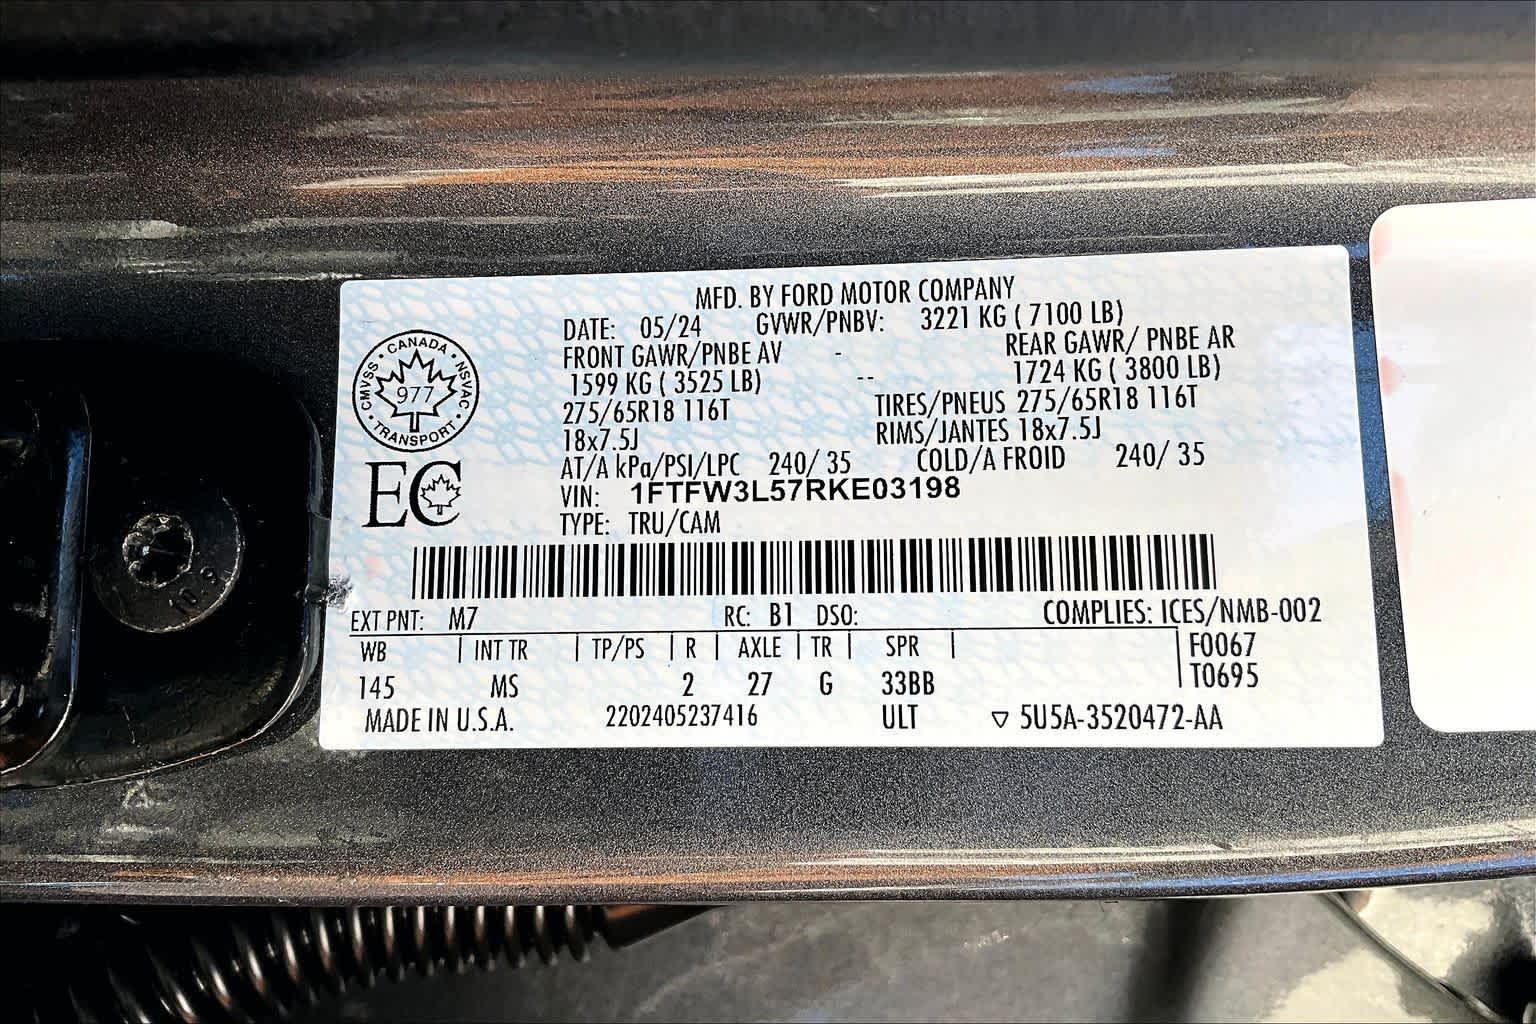 MFD. BY FORD MOTOR COMPANY
DATE: 05/24 GVWR/PNBV: 3221 KG ( 7100 LB)
FRONT GAWR/PNBE AV - REAR GAWR/ PNBE AR
1599 KG ( 3525 LB) -- 1724 KG ( 3800 LB)
275/65R18 116T TIRES/PNEUS 275/65R18 116T
18x7.5J RIMS/JANTES 18x7.5J
AT/A kPa/PSI/LPC 240/ 35 COLD/A FROID 240/ 35
VIN: 1FTFW3L57RKE03198
TYPE: TRU/CAM
CANADA
CMVSS · NSVAC
977
TRANSPORT
EC
EXT PNT: M7 RC: B1 DSO: COMPLIES: ICES/NMB-002
WB | INT TR | TP/PS | R | AXLE | TR | SPR | F0067
T0695
145 MS 2 27 G 33BB
MADE IN U.S.A. 2202405237416 ULT ▽ 5U5A-3520472-AA
10.9